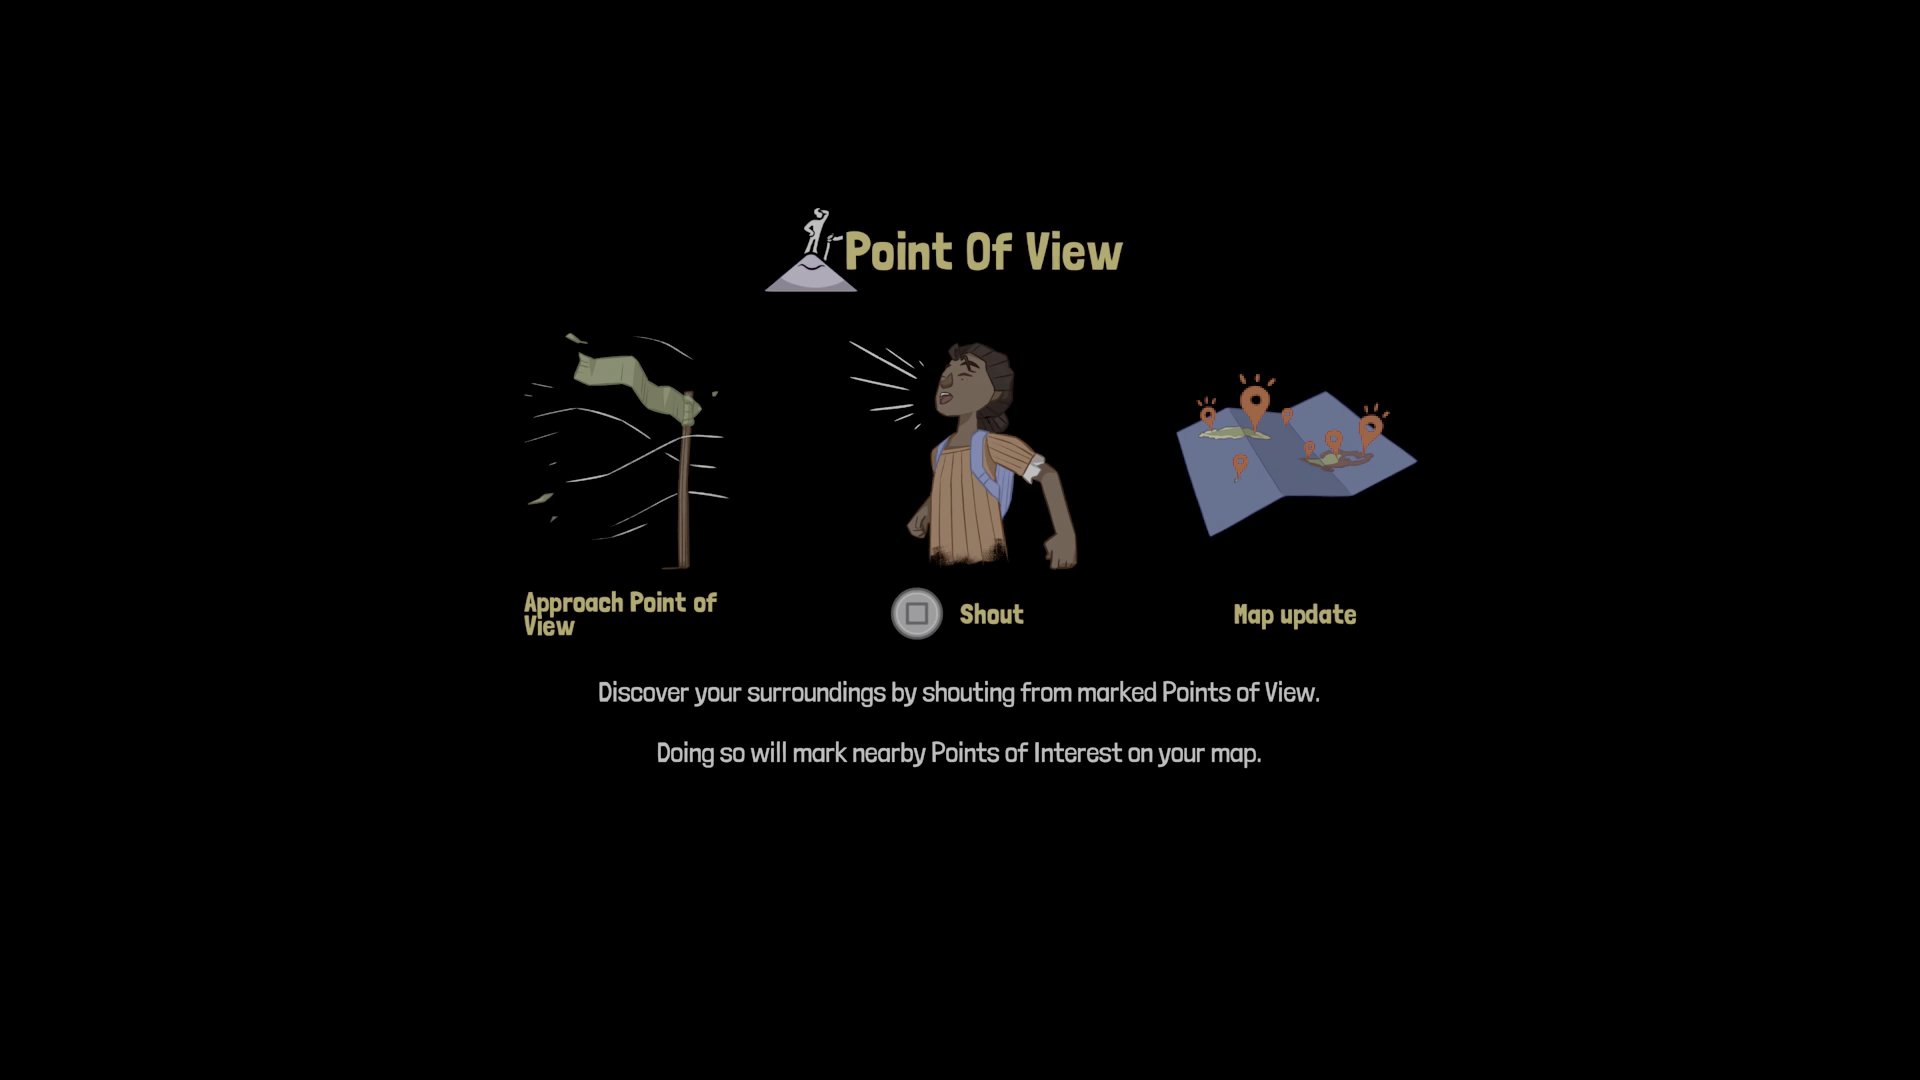 Point Of View
Approach Point of
View
Shout
Map update
Discover your surroundings by shouting from marked Points of View.
Doing so will mark nearby Points of Interest on your map.